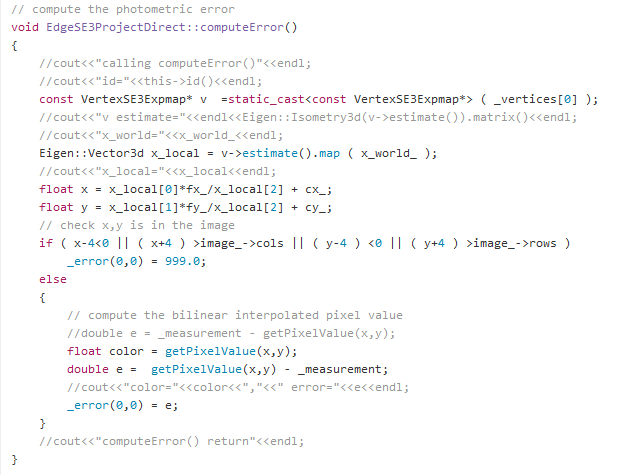 // compute the photometric error
void EdgeSE3ProjectDirect::computeError()
{
    //cout<<"calling computeError()"<<endl;
    //cout<<"id="<<this->id()<<endl;
    const VertexSE3Expmap* v  =static_cast<const VertexSE3Expmap*> ( _vertices[0] );
    //cout<<"v estimate="<<endl<<Eigen::Isometry3d(v->estimate()).matrix()<<endl;
    //cout<<"x_world="<<x_world_<<endl;
    Eigen::Vector3d x_local = v->estimate().map ( x_world_ );
    //cout<<"x_local="<<x_local<<endl;
    float x = x_local[0]*fx_/x_local[2] + cx_;
    float y = x_local[1]*fy_/x_local[2] + cy_;
    // check x,y is in the image
    if ( x-4<0 || ( x+4 ) >image_->cols || ( y-4 ) <0 || ( y+4 ) >image_->rows )
        _error(0,0) = 999.0;
    else
    {
        // compute the bilinear interpolated pixel value
        //double e = _measurement - getPixelValue(x,y);
        float color = getPixelValue(x,y);
        double e =  getPixelValue(x,y) - _measurement;
        //cout<<"color="<<color<<","<<" error="<<e<<endl;
        _error(0,0) = e;
    }
    //cout<<"computeError() return"<<endl;
}